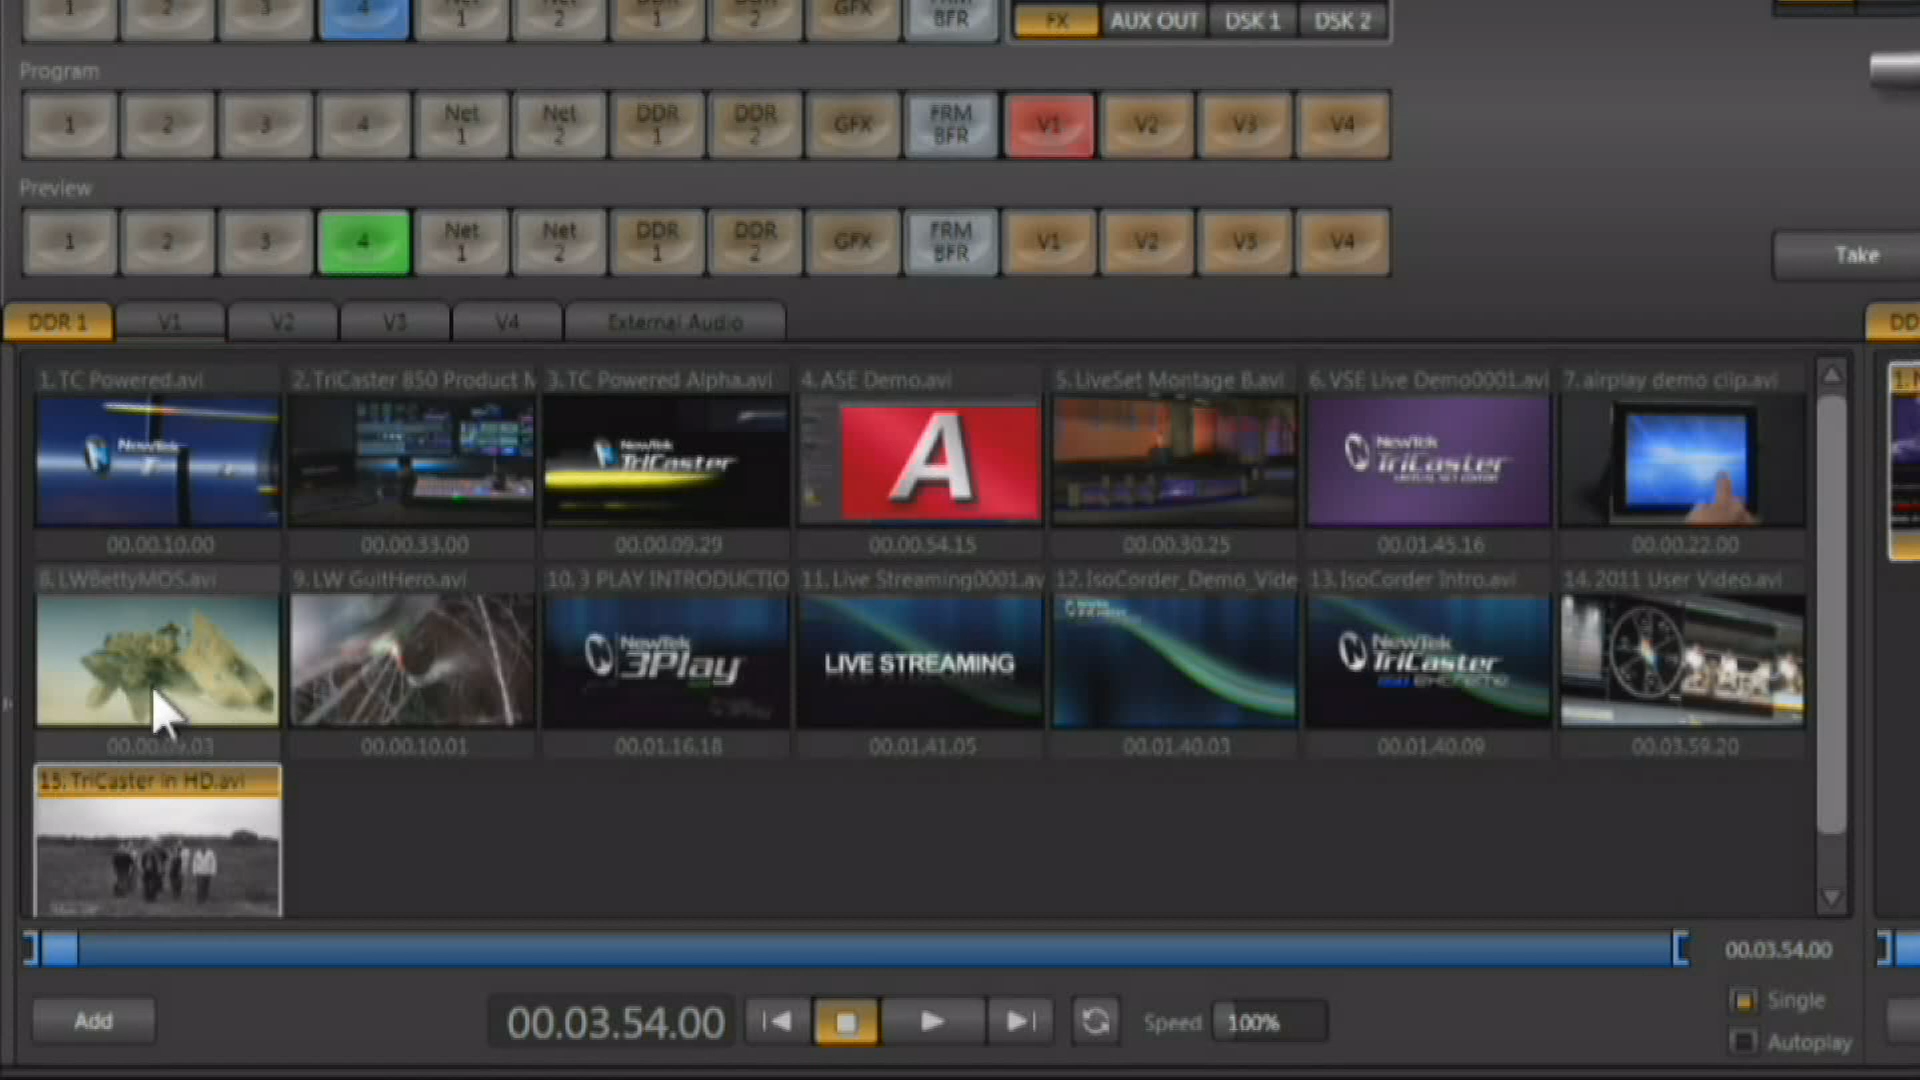 1 2 3 4 Net 1 Net 2 DDR 1 DDR 2 GFX FRM BFR
FX AUX OUT DSK 1 DSK 2
Program
1 2 3 4 Net 1 Net 2 DDR 1 DDR 2 GFX FRM BFR V1 V2 V3 V4
Preview
1 2 3 4 Net 1 Net 2 DDR 1 DDR 2 GFX FRM BFR V1 V2 V3 V4
Take
DDR 1 V1 V2 V3 V4 External Audio
1. TC Powered.avi 2. TriCaster 850 Product M 3. TC Powered Alpha.avi 4. ASE Demo.avi 5. LiveSet Montage B.avi 6. VSE Live Demo0001.avi 7. airplay demo clip.avi
NewTek
NewTek TriCaster
A
NewTek TriCaster
00.00.10.00 00.00.33.00 00.00.09.29 00.00.54.15 00.00.30.25 00.01.45.16 00.00.22.00
8. LWBettyMOS.avi 9. LW GuitHero.avi 10. 3 PLAY INTRODUCTIO 11. Live Streaming0001.av 12. IsoCorder_Demo_Vide 13. IsoCorder Intro.avi 14. 2011 User Video.avi
NewTek 3Play
LIVE STREAMING
NewTek TriCaster
850 EXTREME
00.00.09.03 00.00.10.01 00.01.16.18 00.01.41.05 00.01.40.03 00.01.40.09 00.03.59.20
15. TriCaster in HD.avi
00.03.54.00
Single
Add 00.03.54.00 Speed 100%
Autoplay